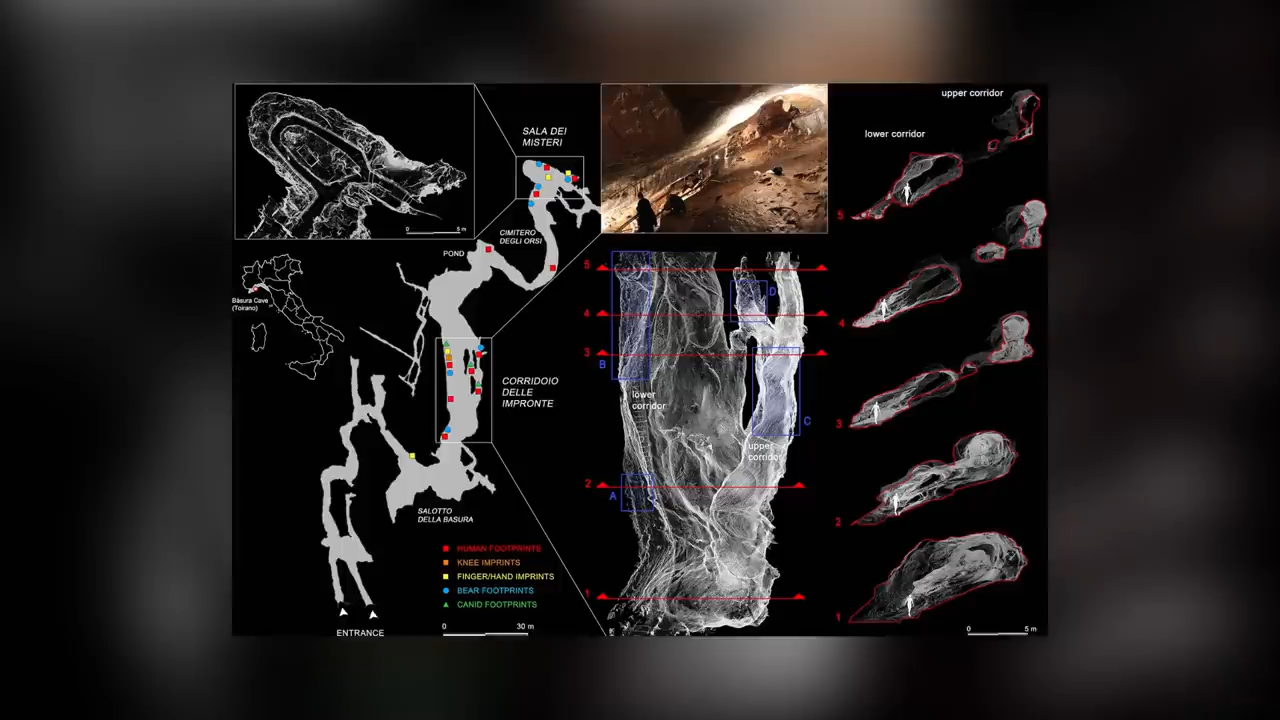 0 5 m
SALA DEI
MISTERI
CIMITERO
DEGLI ORSI
POND
Bàsura Cave
(Toirano)
CORRIDOIO
DELLE
IMPRONTE
SALOTTO
DELLA BASURA
HUMAN FOOTPRINTE
KNEE IMPRINTS
FINGER/HAND IMPRINTS
BEAR FOOTPRINTS
CANID FOOTPRINTS
ENTRANCE
0 30 m
5
4
3
2
1
A
B
C
D
lower
corridor
upper
corridor
upper corridor
lower corridor
5
4
3
2
1
0 5 m